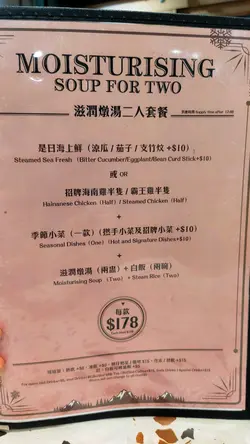 MOISTURISING
SOUP FOR TWO
滋潤燉湯二人套餐
是日海上鮮（涼瓜 / 茄子 / 支竹炆 +$10）
Steamed Sea Fresh (Bitter Cucumber/Eggplant/Bean Curd Stick+$10)
或 OR
招牌海南雞半隻 / 霸王雞半隻
Hainanese Chicken (Half) / Steamed Chicken (Half)
+
季節小菜（一款）（把手小菜及招牌小菜 +$10）
Seasonal Dishes (One) (Hot and Signature Dishes+$10)
+
滋潤燉湯（兩盅）+ 白飯（兩碗）
Moisturising Soup (Two) + Steam Rice (Two)
每款
$178